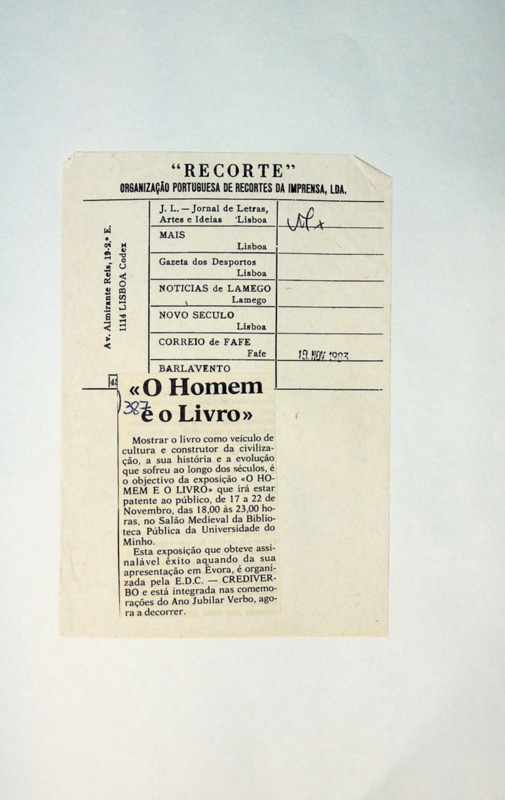 "RECORTE"
ORGANIZAÇÃO PORTUGUESA DE RECORTES DA IMPRENSA, LDA.
Av. Almirante Reis, 19-2.º E.
1114 LISBOA Codex
J. L. — Jornal de Letras,
Artes e Ideias Lisboa
MAIS
Lisboa
Gazeta dos Desportos
Lisboa
NOTICIAS de LAMEGO
Lamego
NOVO SECULO
Lisboa
CORREIO de FAFE
Fafe
19 NOV 1983
BARLAVENTO
«O Homem
387
e o Livro»
Mostrar o livro como veículo de
cultura e construtor da civiliza-
ção, a sua história e a evolução
que sofreu ao longo dos séculos, é
o objectivo da exposição «O HO-
MEM E O LIVRO» que irá estar
patente ao público, de 17 a 22 de
Novembro, das 18,00 às 23,00 ho-
ras, no Salão Medieval da Biblio-
teca Pública da Universidade do
Minho.
Esta exposição que obteve assi-
nalável êxito aquando da sua
apresentação em Évora, é organi-
zada pela E.D.C. — CREDIVER-
BO e está integrada nas comemo-
rações do Ano Jubilar Verbo, ago-
ra a decorrer.